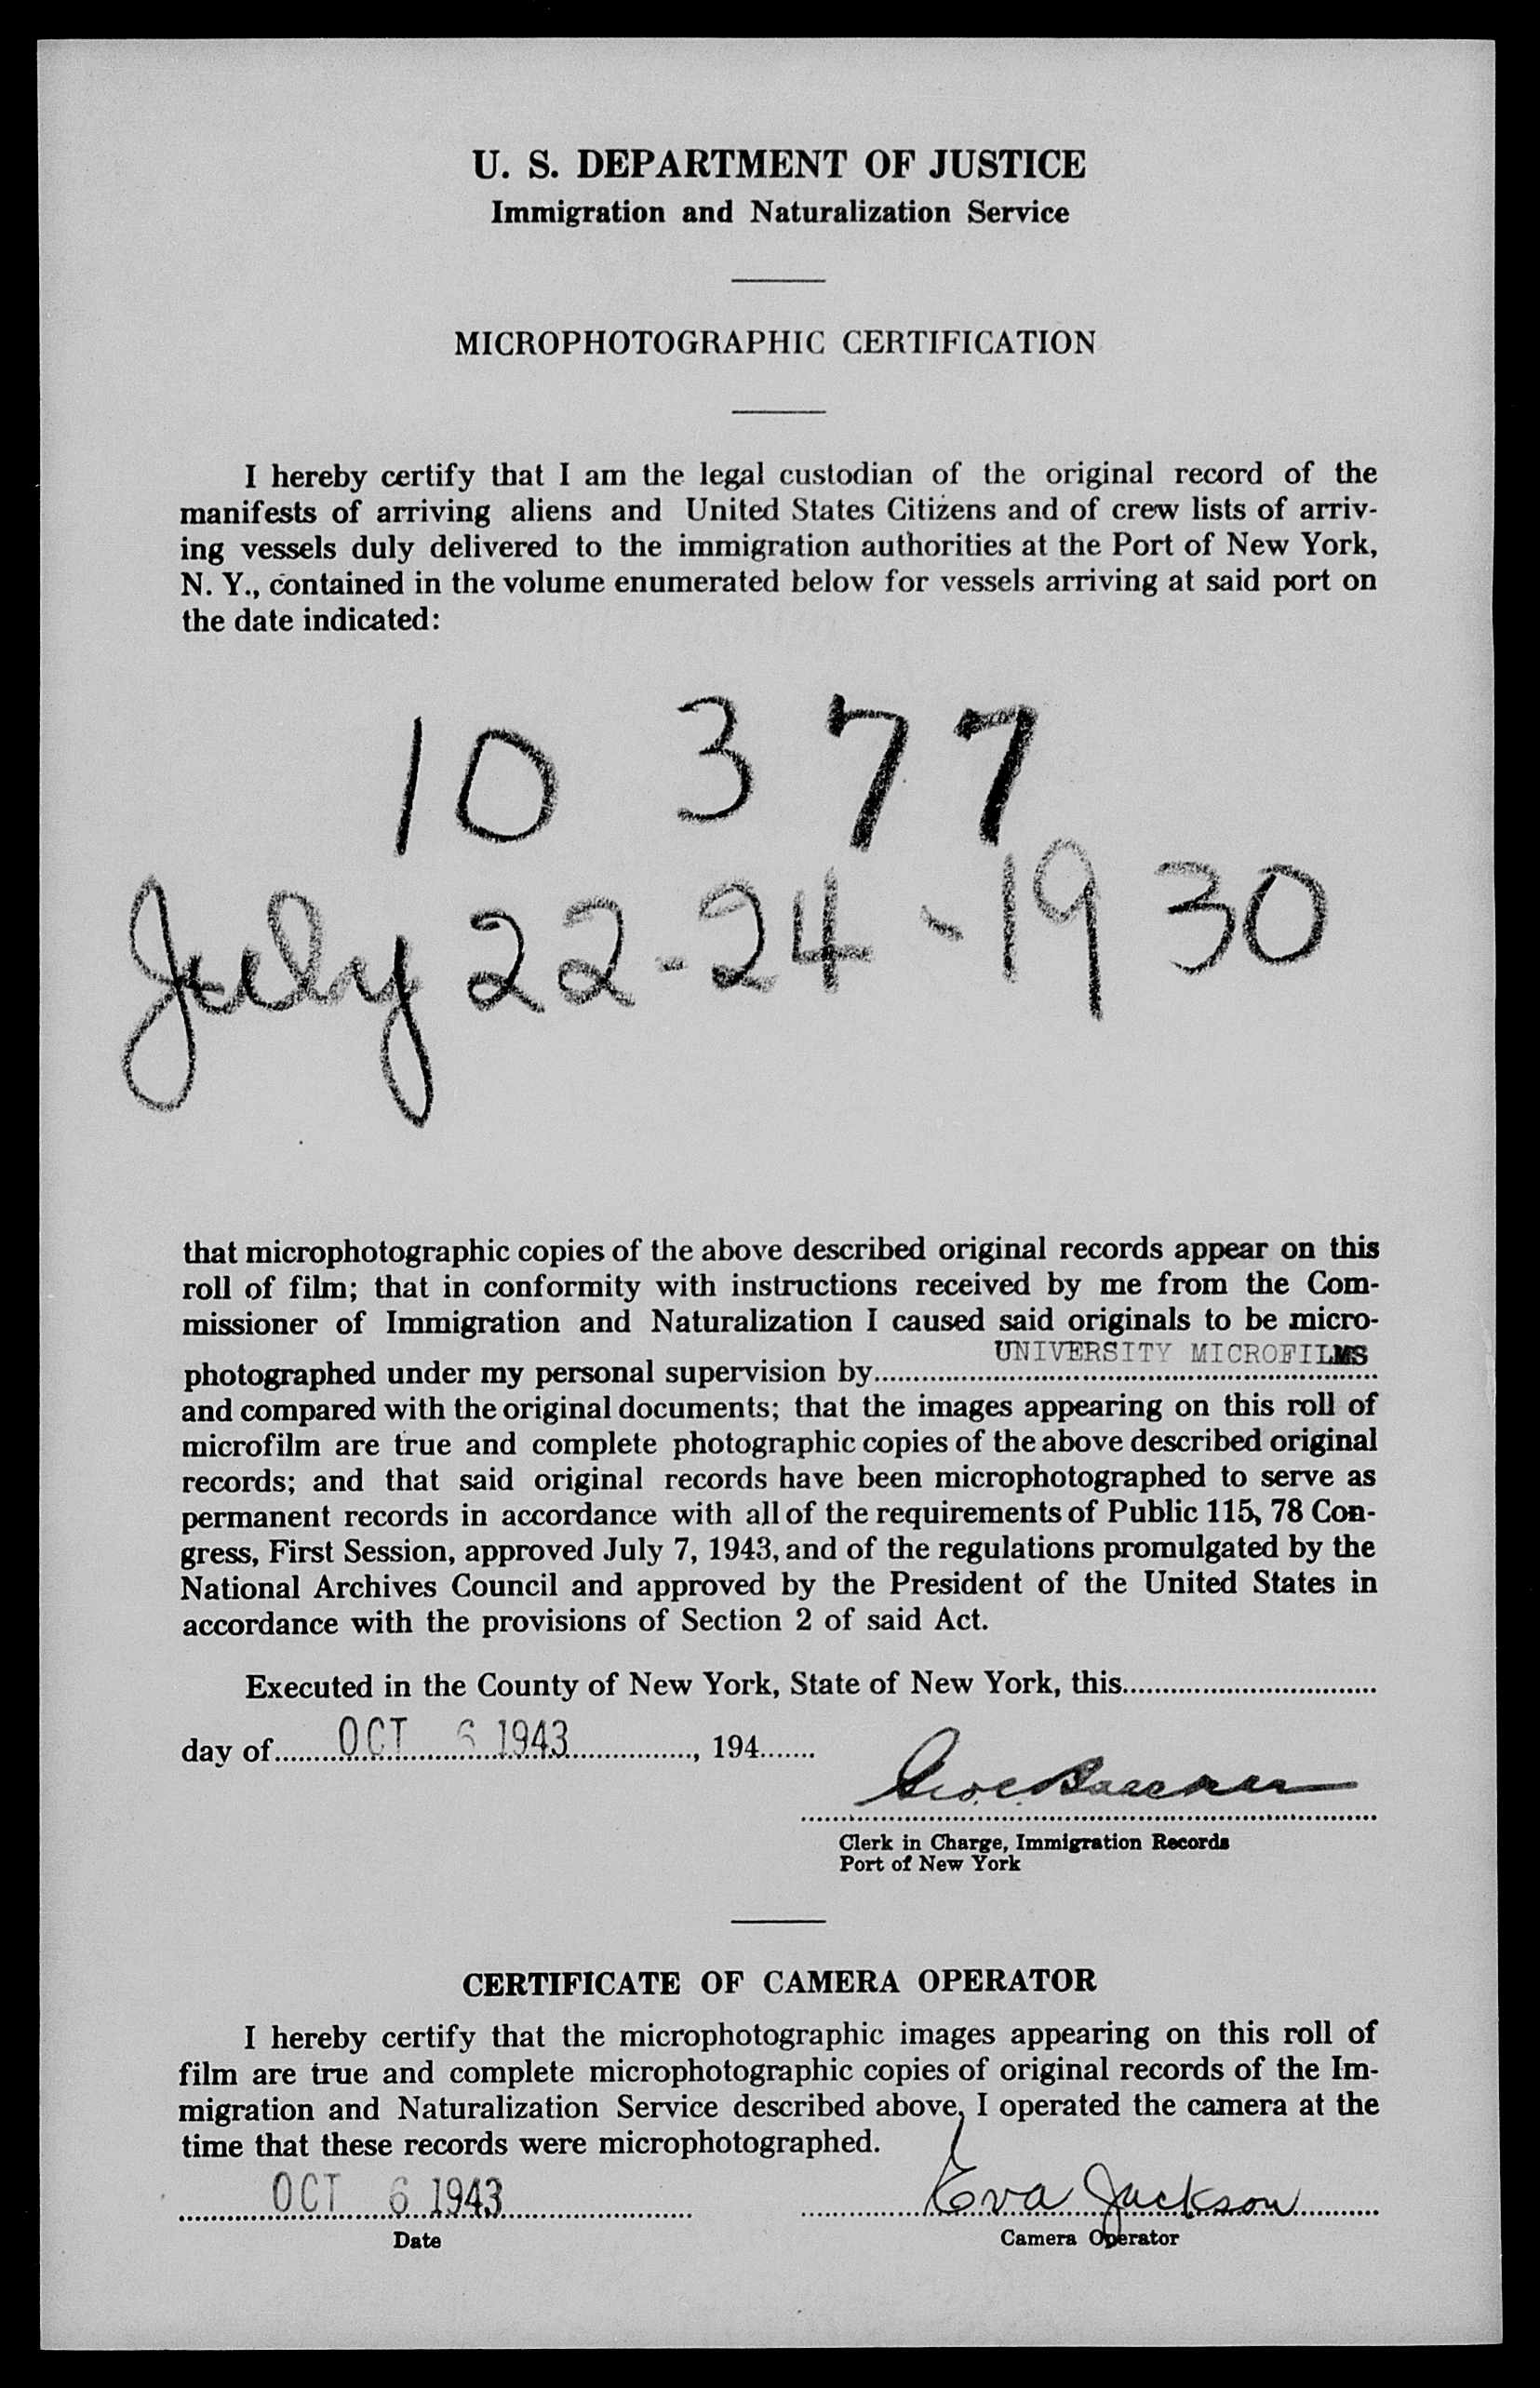 U. S. DEPARTMENT OF JUSTICE
Immigration and Naturalization Service
MICROPHOTOGRAPHIC CERTIFICATION
I hereby certify that I am the legal custodian of the original record of the
manifests of arriving aliens and United States Citizens and of crew lists of arriv-
ing vessels duly delivered to the immigration authorities at the Port of New York,
N. Y., contained in the volume enumerated below for vessels arriving at said port on
the date indicated:
10 377
July 22-24-1930
that microphotographic copies of the above described original records appear on this
roll of film; that in conformity with instructions received by me from the Com-
missioner of Immigration and Naturalization I caused said originals to be micro-
photographed under my personal supervision by UNIVERSITY MICROFILMS
and compared with the original documents; that the images appearing on this roll of
microfilm are true and complete photographic copies of the above described original
records; and that said original records have been microphotographed to serve as
permanent records in accordance with all of the requirements of Public 115, 78 Con-
gress, First Session, approved July 7, 1943, and of the regulations promulgated by the
National Archives Council and approved by the President of the United States in
accordance with the provisions of Section 2 of said Act.
Executed in the County of New York, State of New York, this
day of OCT 6 1943, 194
Clerk in Charge, Immigration Records
Port of New York
CERTIFICATE OF CAMERA OPERATOR
I hereby certify that the microphotographic images appearing on this roll of
film are true and complete microphotographic copies of original records of the Im-
migration and Naturalization Service described above, I operated the camera at the
time that these records were microphotographed.
OCT 6 1943 Eva Jackson
Date Camera Operator